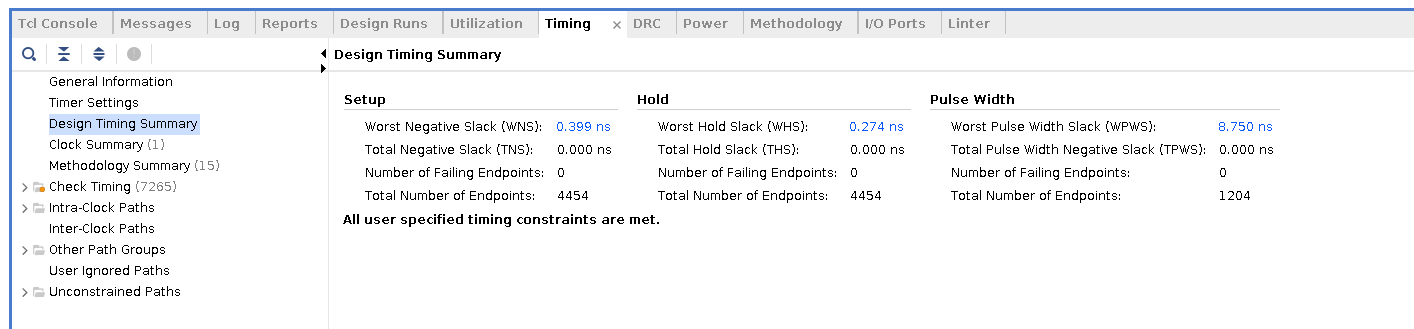 Tcl Console Messages Log Reports Design Runs Utilization Timing × DRC Power Methodology I/O Ports Linter
Design Timing Summary
General Information
Timer Settings
Design Timing Summary
Clock Summary (1)
Methodology Summary (15)
Check Timing (7265)
Intra-Clock Paths
Inter-Clock Paths
Other Path Groups
User Ignored Paths
Unconstrained Paths
Setup
Worst Negative Slack (WNS): 0.399 ns
Total Negative Slack (TNS): 0.000 ns
Number of Failing Endpoints: 0
Total Number of Endpoints: 4454
Hold
Worst Hold Slack (WHS): 0.274 ns
Total Hold Slack (THS): 0.000 ns
Number of Failing Endpoints: 0
Total Number of Endpoints: 4454
Pulse Width
Worst Pulse Width Slack (WPWS): 8.750 ns
Total Pulse Width Negative Slack (TPWS): 0.000 ns
Number of Failing Endpoints: 0
Total Number of Endpoints: 1204
All user specified timing constraints are met.